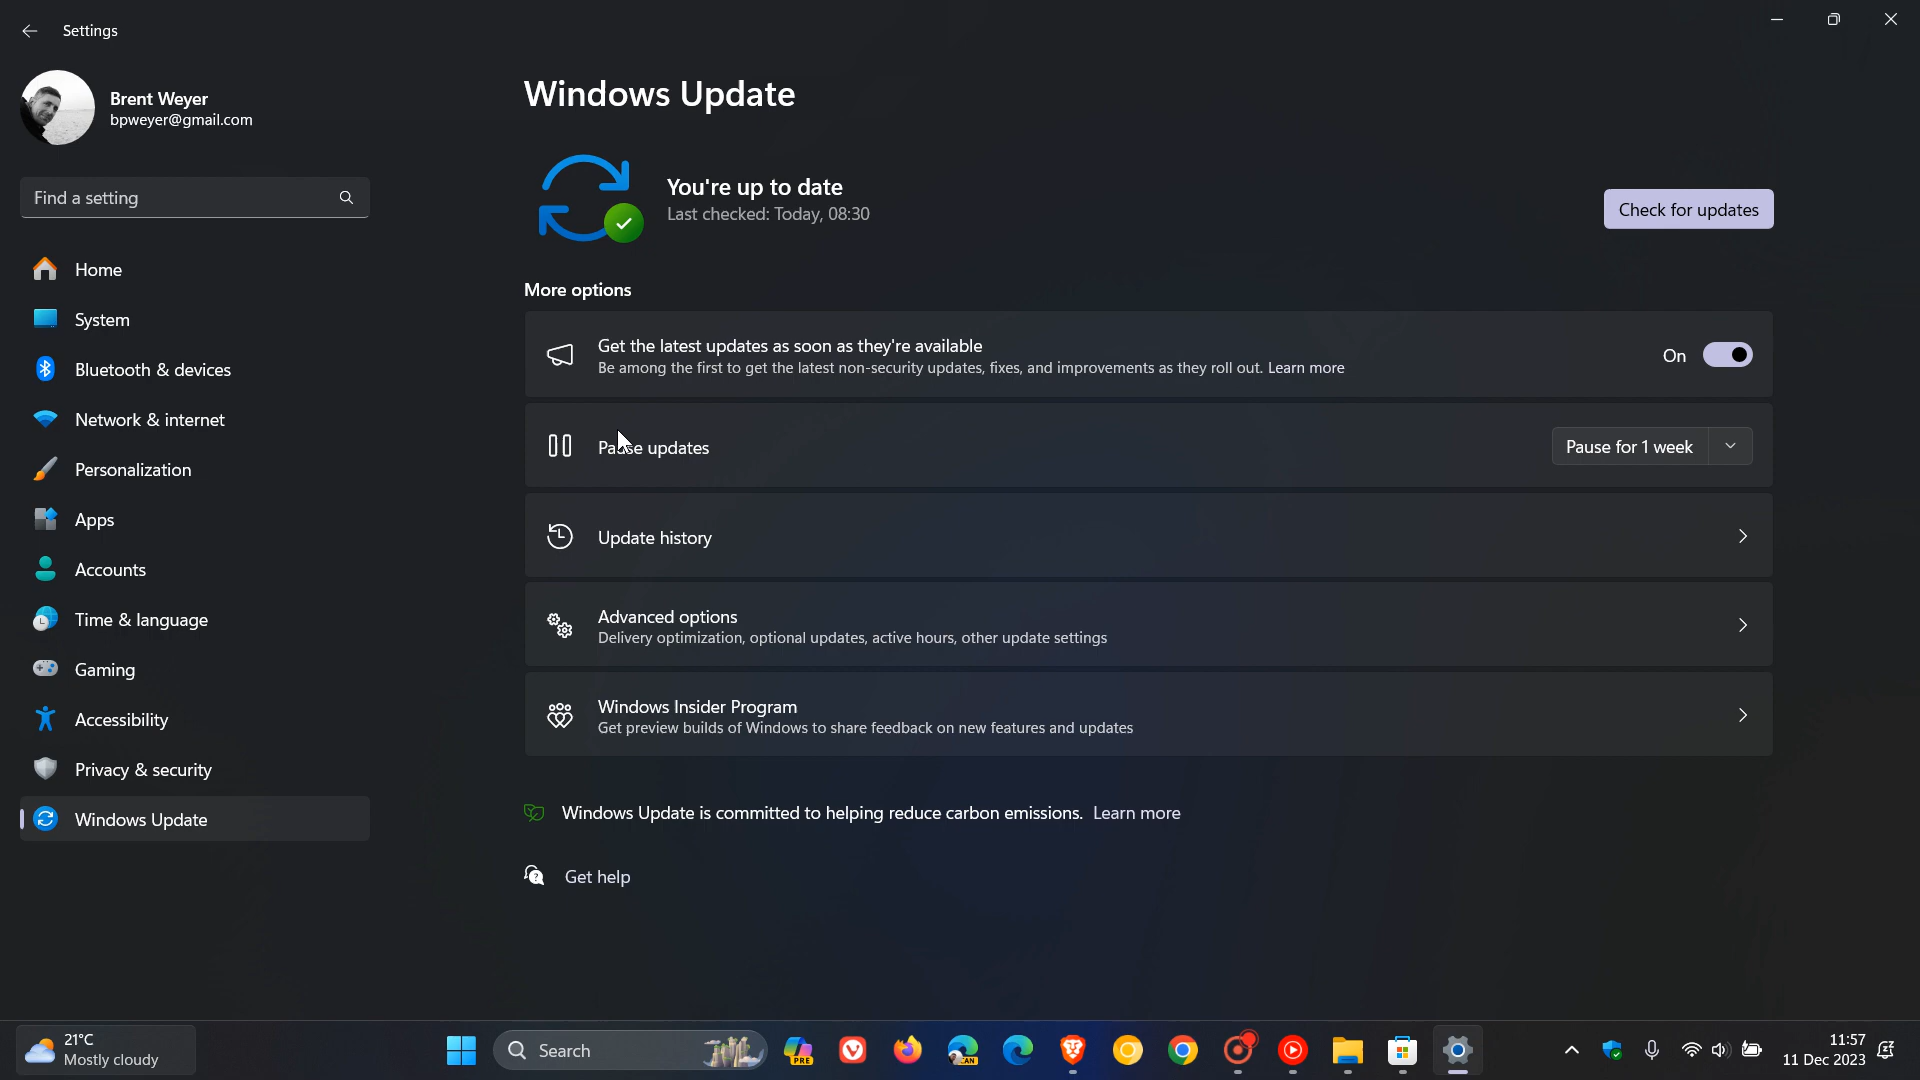 Settings
Brent Weyer
bpweyer@gmail.com
Find a setting
Home
System
Bluetooth & devices
Network & internet
Personalization
Apps
Accounts
Time & language
Gaming
Accessibility
Privacy & security
Windows Update
Windows Update
You're up to date
Last checked: Today, 08:30
Check for updates
More options
Get the latest updates as soon as they're available
Be among the first to get the latest non-security updates, fixes, and improvements as they roll out. Learn more
On
Pause updates
Pause for 1 week
Update history
Advanced options
Delivery optimization, optional updates, active hours, other update settings
Windows Insider Program
Get preview builds of Windows to share feedback on new features and updates
Windows Update is committed to helping reduce carbon emissions. Learn more
Get help
21°C
Mostly cloudy
Search
PRE
CAN
11:57
11 Dec 2023